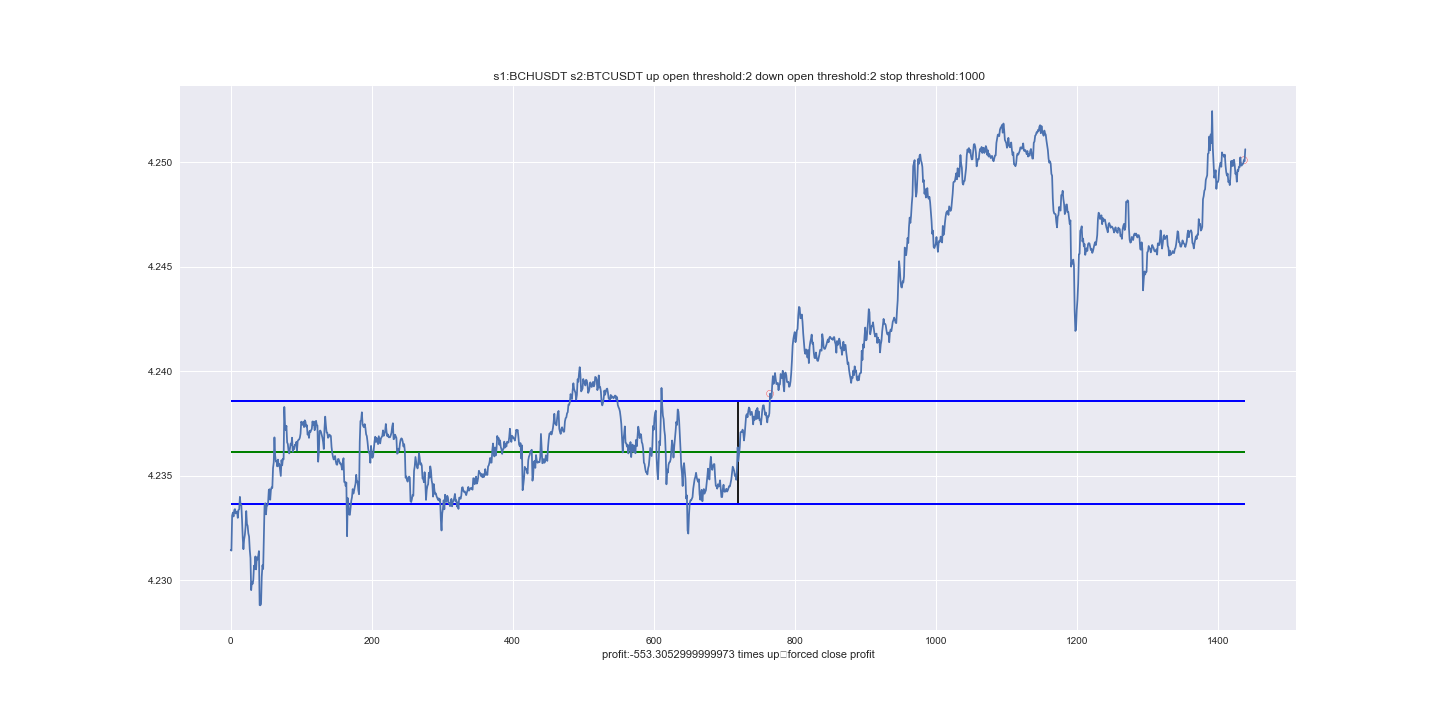 s1:BCHUSDT s2:BTCUSDT up open threshold:2 down open threshold:2 stop threshold:1000
4.250
4.245
4.240
4.235
4.230
0 200 400 600 800 1000 1200 1400
profit:-553.3052999999973 times up□forced close profit